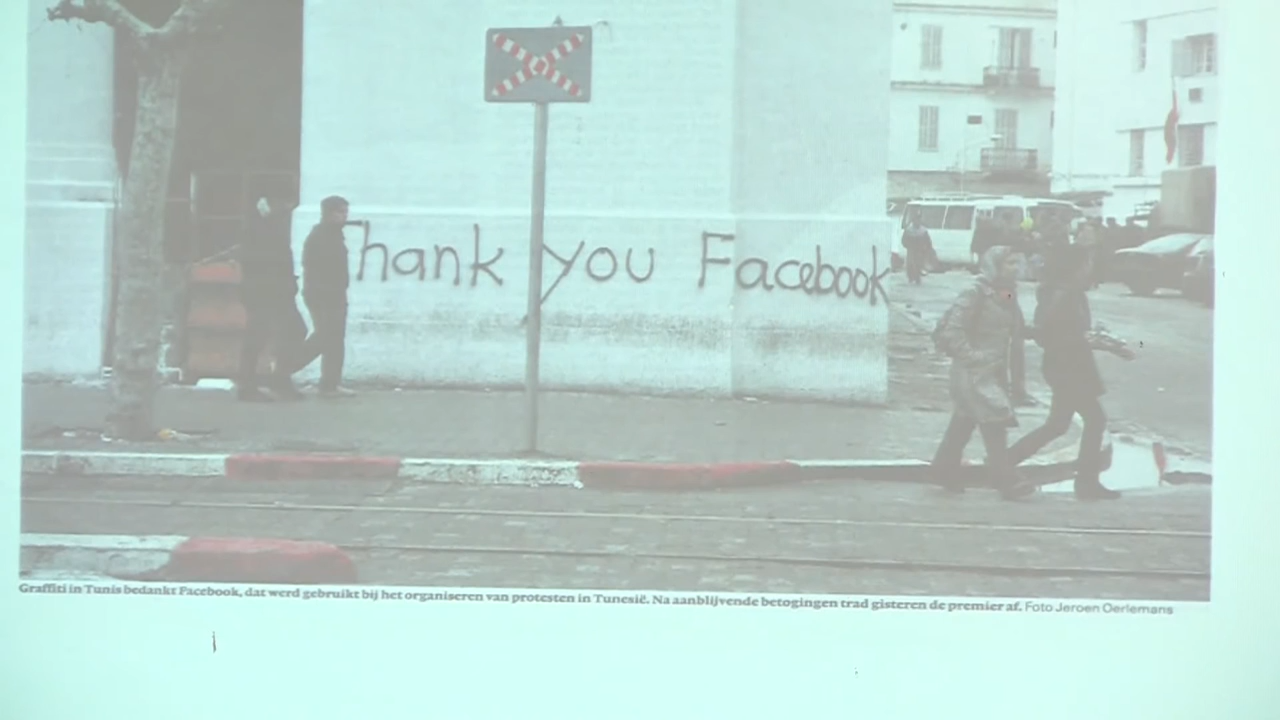 Thank you Facebook
Graffiti in Tunis bedankt Facebook, dat werd gebruikt bij het organiseren van protesten in Tunesië. Na aanblijvende betogingen trad gisteren de premier af. Foto Jeroen Oerlemans